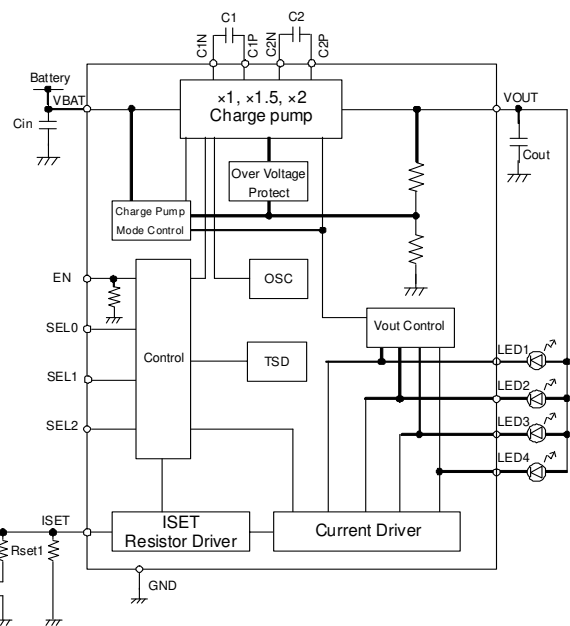 C1
C2
C1N
C1P
C2N
C2P
Battery
VBAT
Cin
×1, ×1.5, ×2
Charge pump
VOUT
Cout
Over Voltage
Protect
Charge Pump
Mode Control
EN
OSC
SEL0
Vout Control
Control
TSD
LED1
SEL1
LED2
SEL2
LED3
LED4
ISET
Rset1
ISET
Resistor Driver
Current Driver
GND